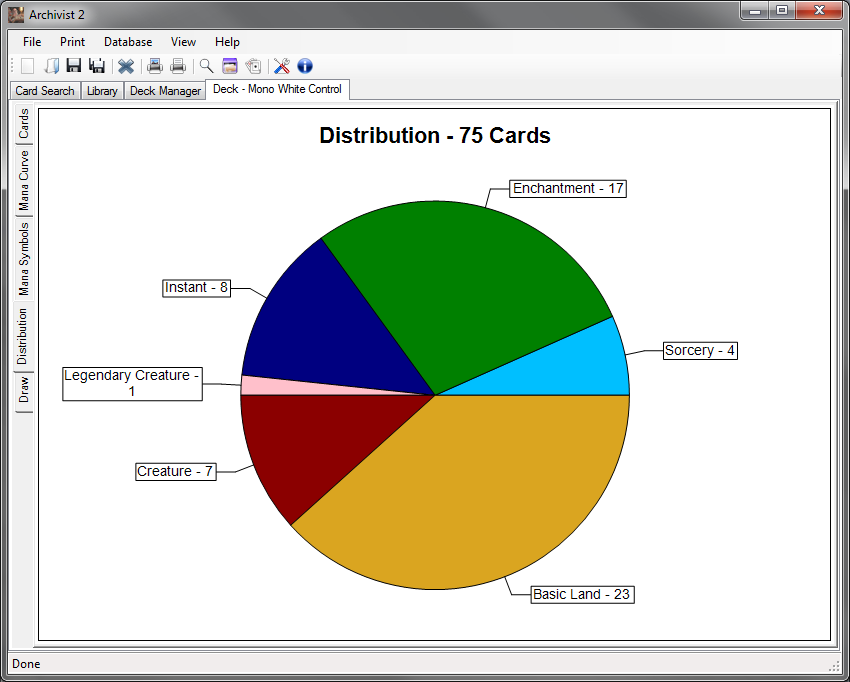 Archivist 2
File Print Database View Help
Card Search Library Deck Manager Deck - Mono White Control
Cards
Mana Curve
Mana Symbols
Distribution
Draw
Distribution - 75 Cards
Enchantment - 17
Instant - 8
Sorcery - 4
Legendary Creature -
1
Creature - 7
Basic Land - 23
Done